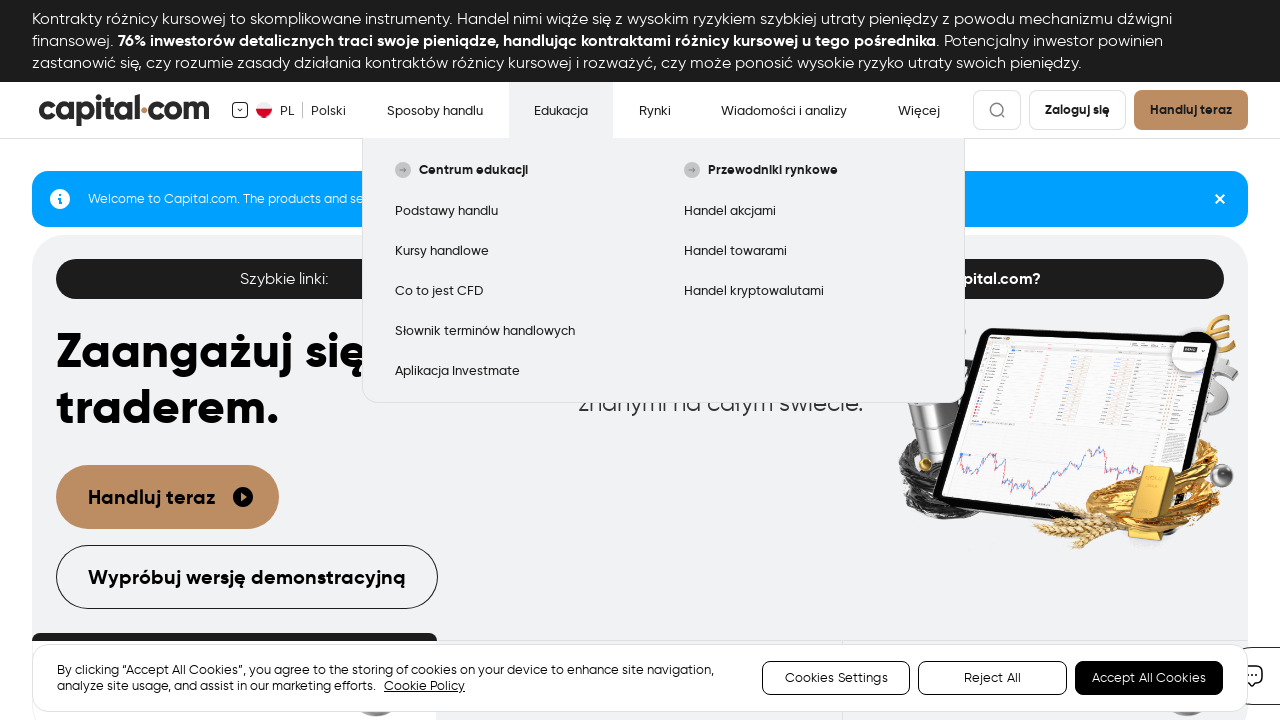 Kontrakty różnicy kursowej to skomplikowane instrumenty. Handel nimi wiąże się z wysokim ryzykiem szybkiej utraty pieniędzy z powodu mechanizmu dźwigni
finansowej. 76% inwestorów detalicznych traci swoje pieniądze, handlując kontraktami różnicy kursowej u tego pośrednika. Potencjalny inwestor powinien
zastanowić się, czy rozumie zasady działania kontraktów różnicy kursowej i rozważyć, czy może ponosić wysokie ryzyko utraty swoich pieniędzy.
capital.com
PL
Polski
Sposoby handlu
Edukacja
Rynki
Wiadomości i analizy
Więcej
Zaloguj się
Handluj teraz
Centrum edukacji
Podstawy handlu
Kursy handlowe
Co to jest CFD
Słownik terminów handlowych
Aplikacja Investmate
Przewodniki rynkowe
Handel akcjami
Handel towarami
Handel kryptowalutami
Welcome to Capital.com. The products and se
Szybkie linki:
pital.com?
Zaangażuj się
traderem.
znanymi na całym świecie.
Handluj teraz
Wypróbuj wersję demonstracyjną
By clicking “Accept All Cookies”, you agree to the storing of cookies on your device to enhance site navigation,
analyze site usage, and assist in our marketing efforts. Cookie Policy
Cookies Settings
Reject All
Accept All Cookies